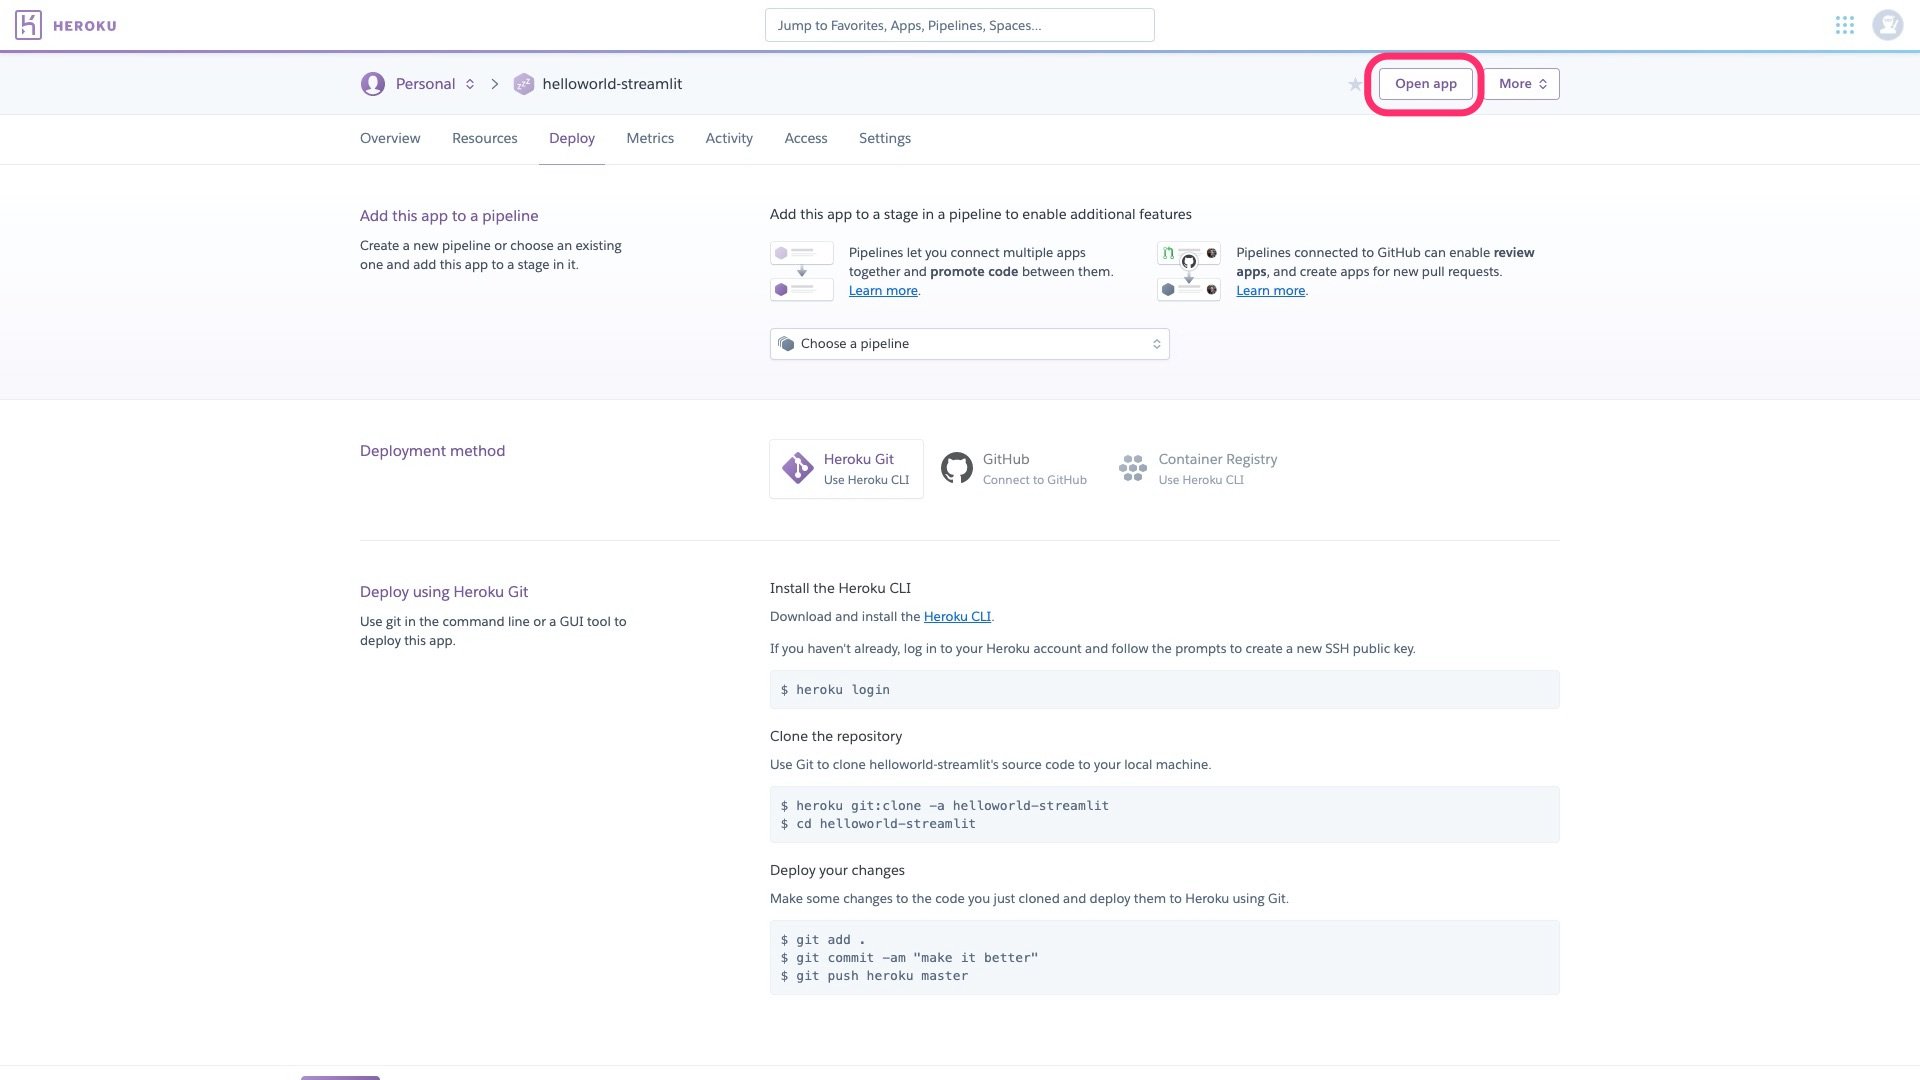 HEROKU
Jump to Favorites, Apps, Pipelines, Spaces...
Personal
helloworld-streamlit
Open app
More
Overview
Resources
Deploy
Metrics
Activity
Access
Settings
Add this app to a pipeline
Create a new pipeline or choose an existing
one and add this app to a stage in it.
Add this app to a stage in a pipeline to enable additional features
Pipelines let you connect multiple apps
together and promote code between them.
Learn more.
Pipelines connected to GitHub can enable review
apps, and create apps for new pull requests.
Learn more.
Choose a pipeline
Deployment method
Heroku Git
Use Heroku CLI
GitHub
Connect to GitHub
Container Registry
Use Heroku CLI
Deploy using Heroku Git
Use git in the command line or a GUI tool to
deploy this app.
Install the Heroku CLI
Download and install the Heroku CLI.
If you haven't already, log in to your Heroku account and follow the prompts to create a new SSH public key.
$ heroku login
Clone the repository
Use Git to clone helloworld-streamlit's source code to your local machine.
$ heroku git:clone -a helloworld-streamlit
$ cd helloworld-streamlit
Deploy your changes
Make some changes to the code you just cloned and deploy them to Heroku using Git.
$ git add .
$ git commit -am "make it better"
$ git push heroku master